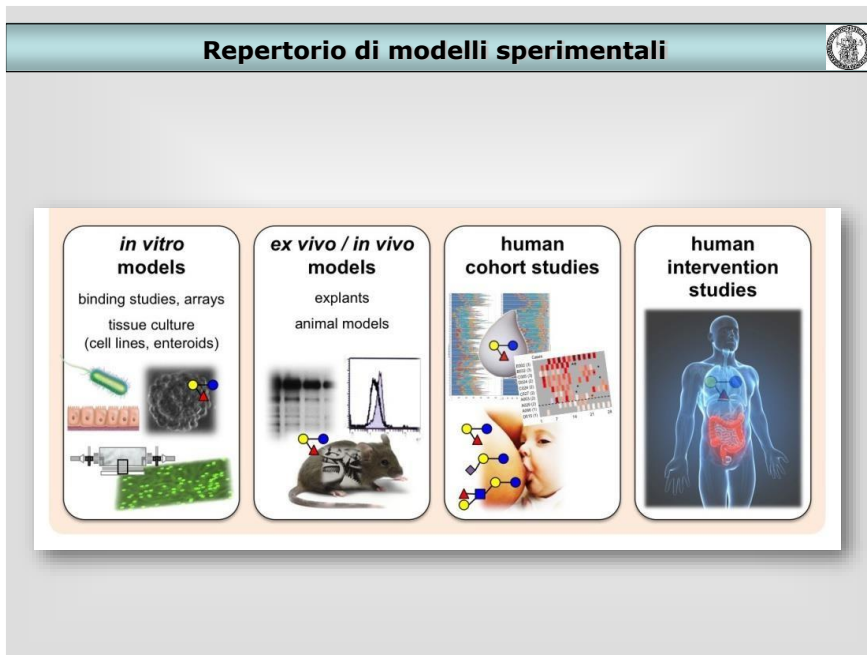 Repertorio di modelli sperimentali
in vitro
models
binding studies, arrays
tissue culture
(cell lines, enteroids)
ex vivo / in vivo
models
explants
animal models
human
cohort studies
Cases
human
intervention
studies